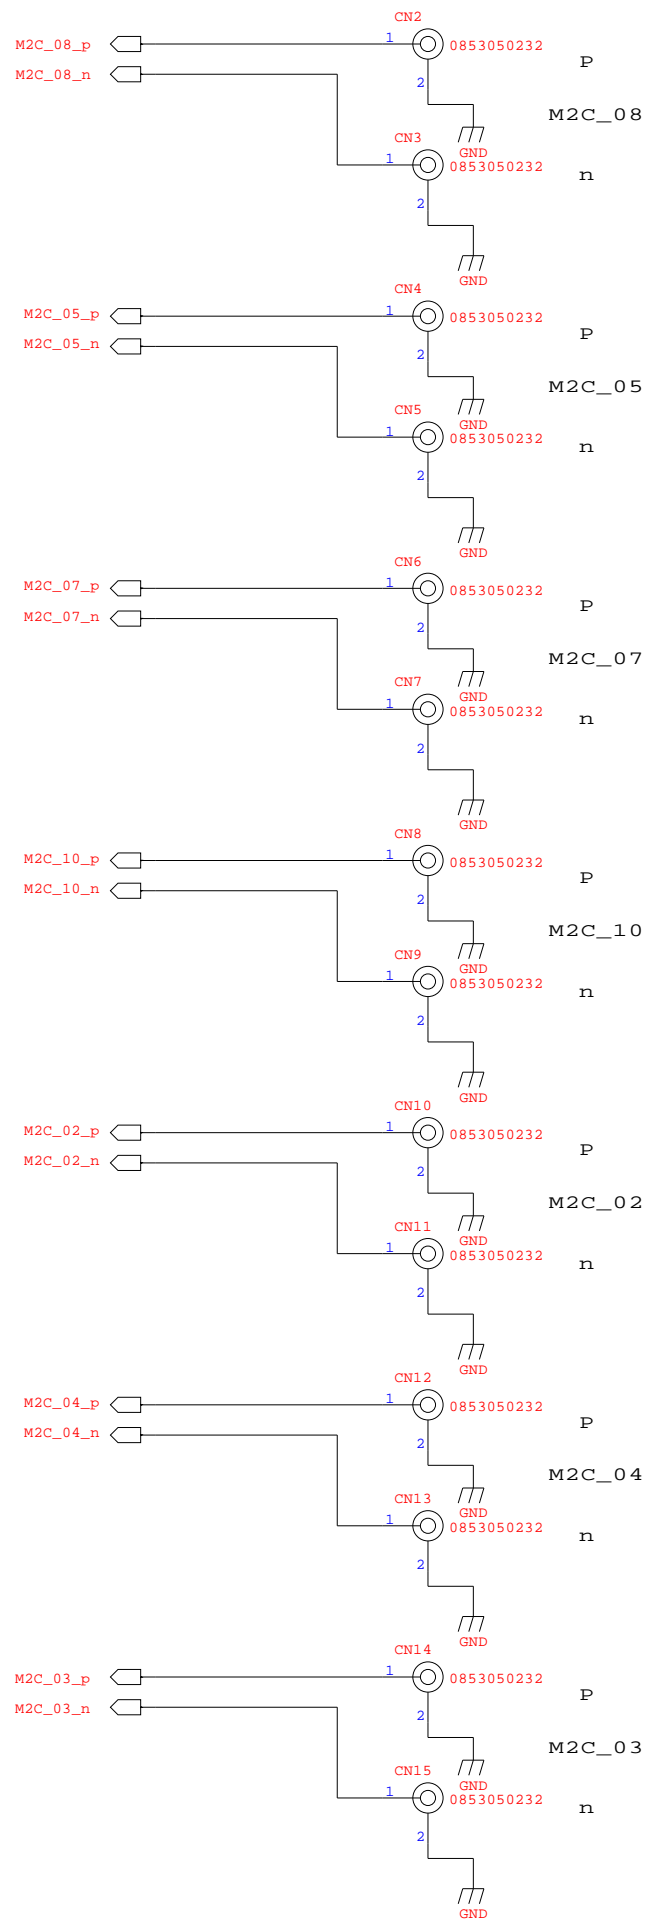 CN2
M2C_08_p 1 0853050232
P
M2C_08_n 2
M2C_08
CN3 GND
1 0853050232
n
2
GND
CN4
M2C_05_p 1 0853050232
P
M2C_05_n 2
M2C_05
CN5 GND
1 0853050232
n
2
GND
CN6
M2C_07_p 1 0853050232
P
M2C_07_n 2
M2C_07
CN7 GND
1 0853050232
n
2
GND
CN8
M2C_10_p 1 0853050232
P
M2C_10_n 2
M2C_10
CN9 GND
1 0853050232
n
2
GND
CN10
M2C_02_p 1 0853050232
P
M2C_02_n 2
M2C_02
CN11 GND
1 0853050232
n
2
GND
CN12
M2C_04_p 1 0853050232
P
M2C_04_n 2
M2C_04
CN13 GND
1 0853050232
n
2
GND
CN14
M2C_03_p 1 0853050232
P
M2C_03_n 2
M2C_03
CN15 GND
1 0853050232
n
2
GND